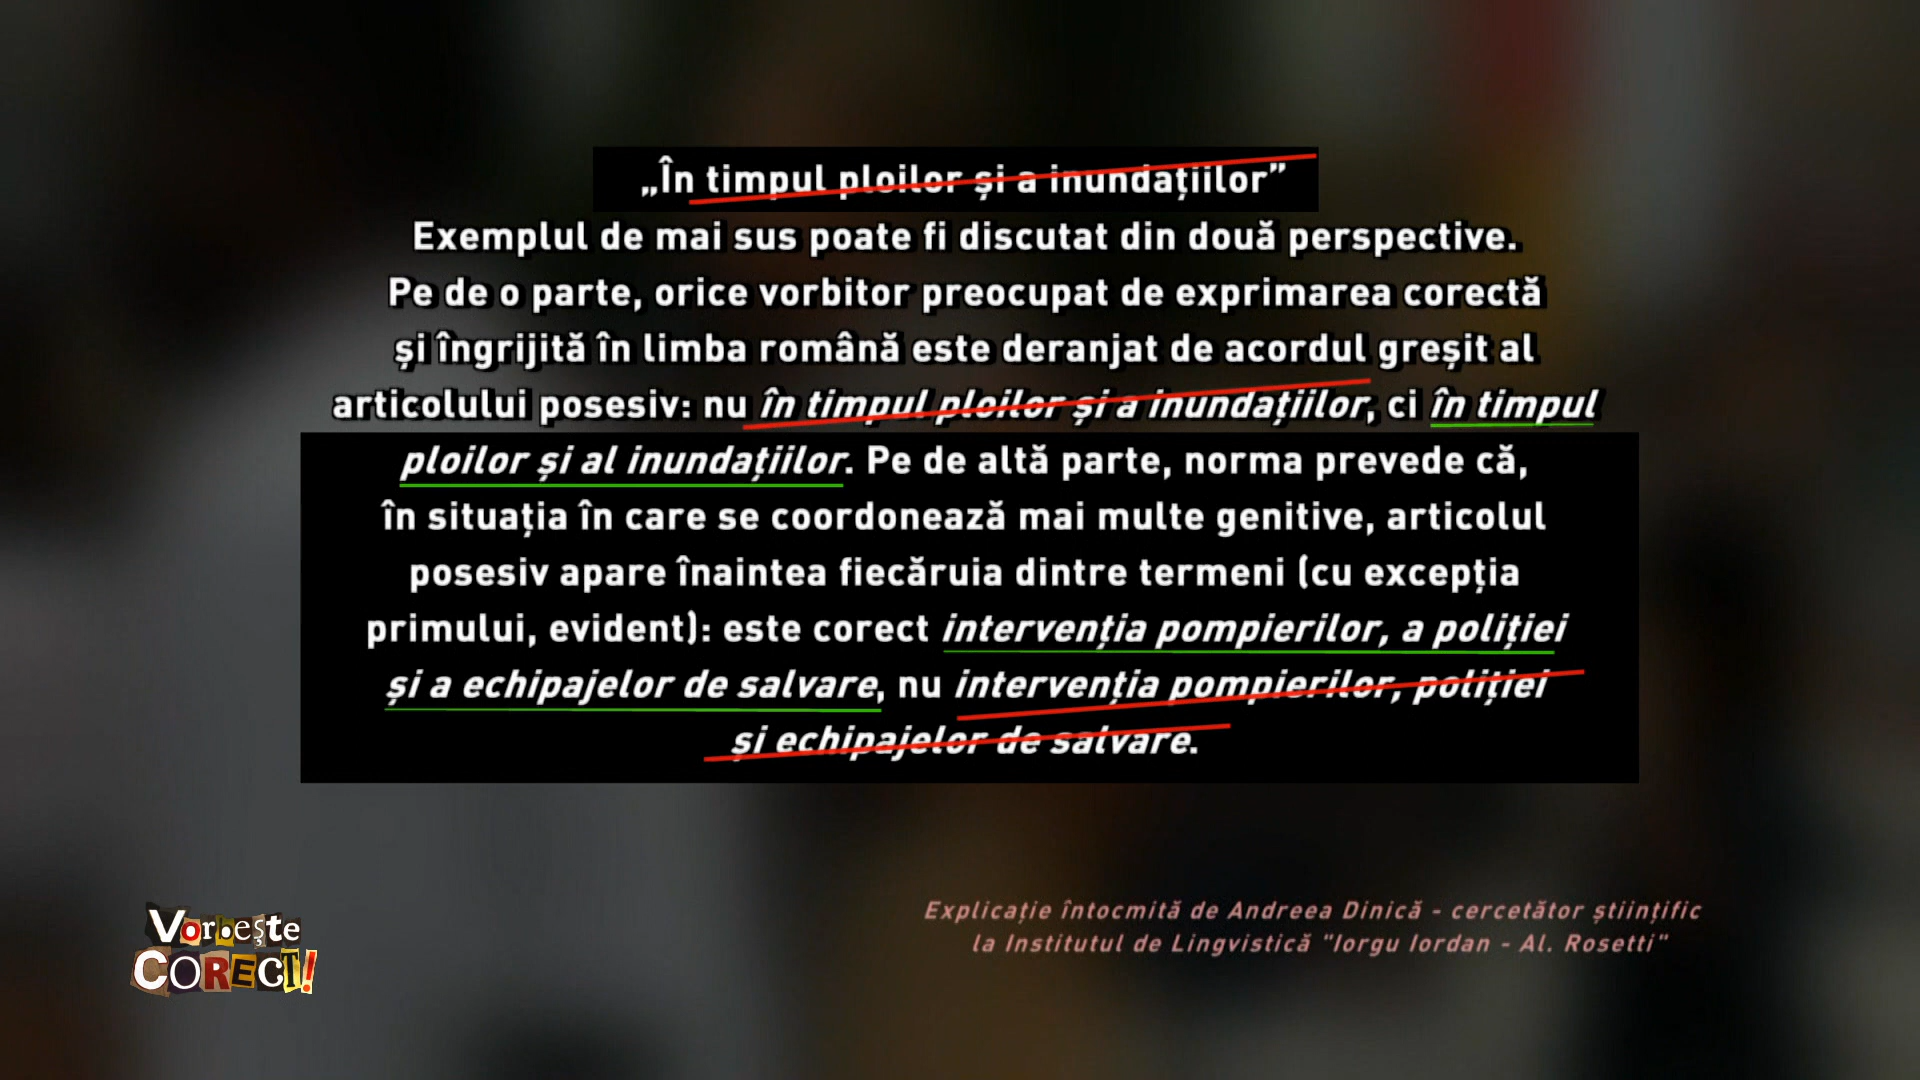 „În timpul ploilor și a inundațiilor”
Exemplul de mai sus poate fi discutat din două perspective.
Pe de o parte, orice vorbitor preocupat de exprimarea corectă
și îngrijită în limba română este deranjat de acordul greșit al
articolului posesiv: nu în timpul ploilor și a inundațiilor, ci în timpul
ploilor și al inundațiilor. Pe de altă parte, norma prevede că,
în situația în care se coordonează mai multe genitive, articolul
posesiv apare înaintea fiecăruia dintre termeni (cu excepția
primului, evident): este corect intervenția pompierilor, a poliției
și a echipajelor de salvare, nu intervenția pompierilor, poliției
și echipajelor de salvare.
Explicație întocmită de Andreea Dinică - cercetător științific
la Institutul de Lingvistică "Iorgu Iordan - Al. Rosetti"
Vorbește
CORECT!